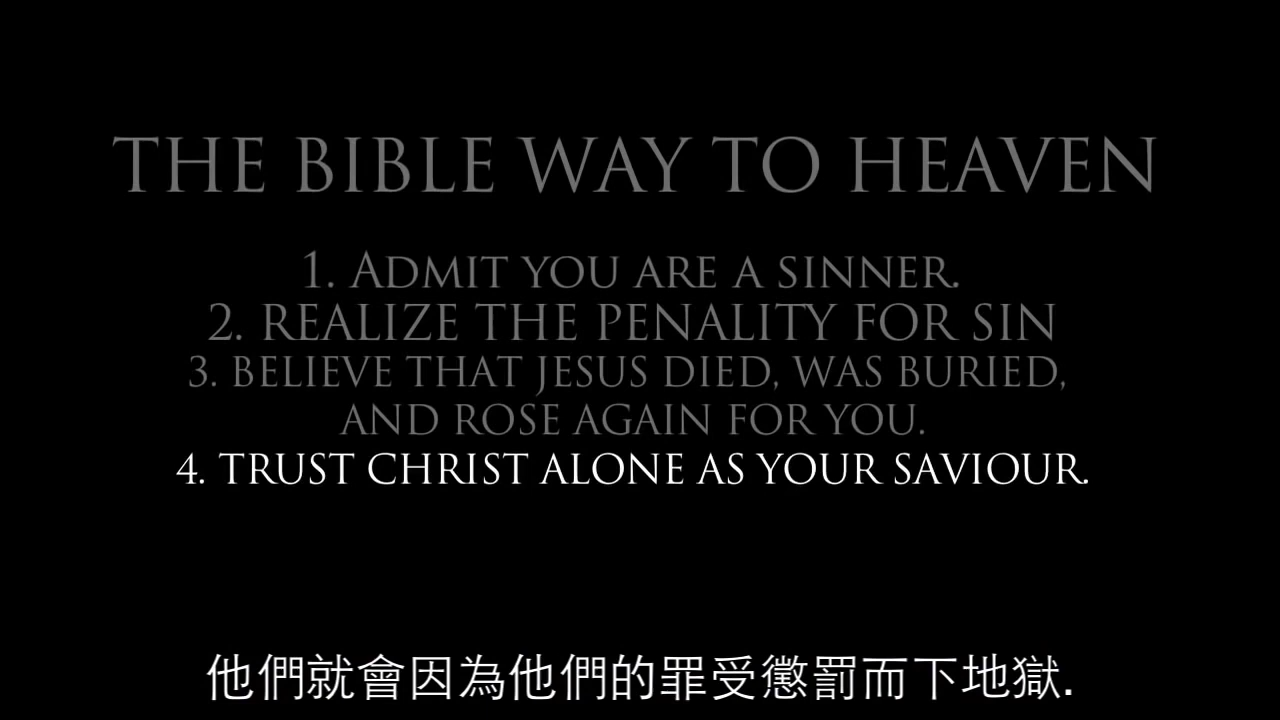 THE BIBLE WAY TO HEAVEN
1. ADMIT YOU ARE A SINNER.
2. REALIZE THE PENALITY FOR SIN
3. BELIEVE THAT JESUS DIED, WAS BURIED,
AND ROSE AGAIN FOR YOU.
4. TRUST CHRIST ALONE AS YOUR SAVIOUR.
他們就會因為他們的罪受懲罰而下地獄.